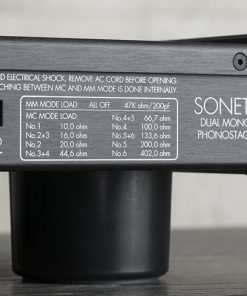 D ELECTRICAL SHOCK, REMOVE AC CORD BEFORE OPENING.
TCHING BETWEEN MC AND MM MODE IS DONE INTERNALLY.
MM MODE LOAD: ALL OFF 47K ohm/200pf
MC MODE LOAD: No.4+5 66,7 ohm
No.1 10,0 ohm No.4 100,0 ohm
No.2+3 16,0 ohm No.5+6 133,6 ohm
No.2 20,0 ohm No.5 200,0 ohm
No.3+4 44,6 ohm No.6 402,0 ohm
SONET
DUAL MONO
PHONOSTAG